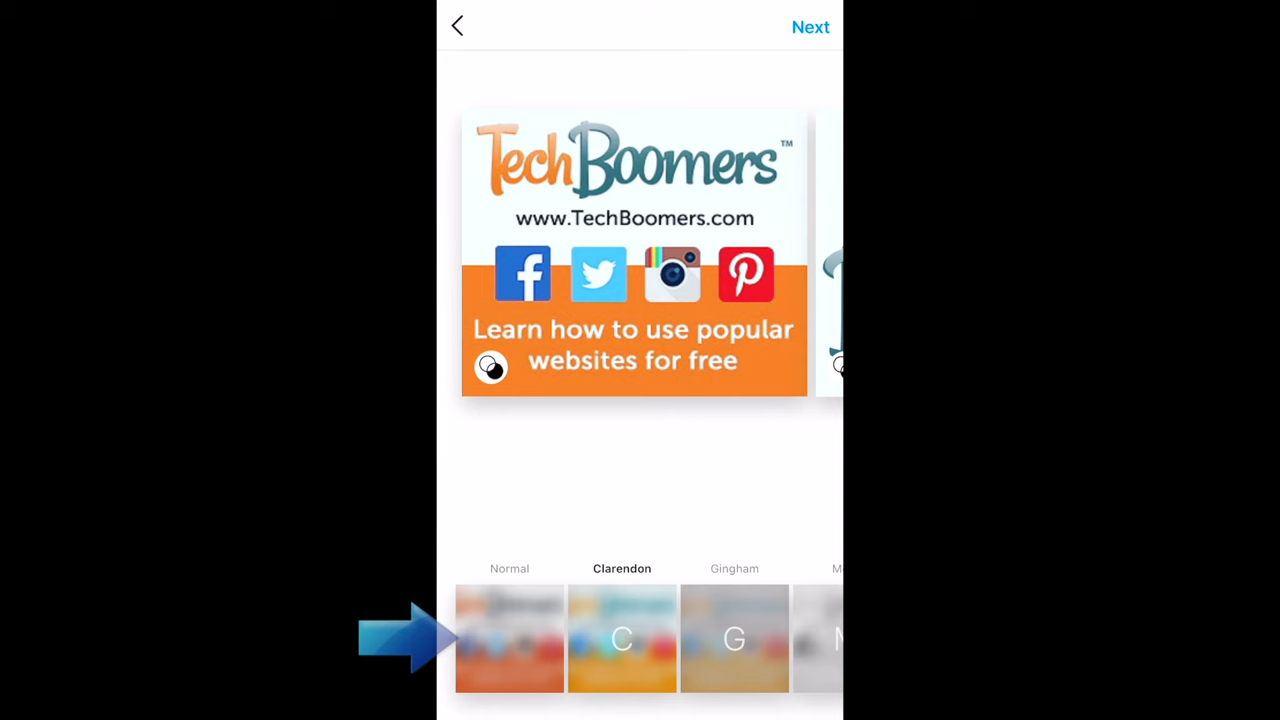 Next
TechBoomers™
www.TechBoomers.com
Learn how to use popular
websites for free
Normal Clarendon Gingham
C G